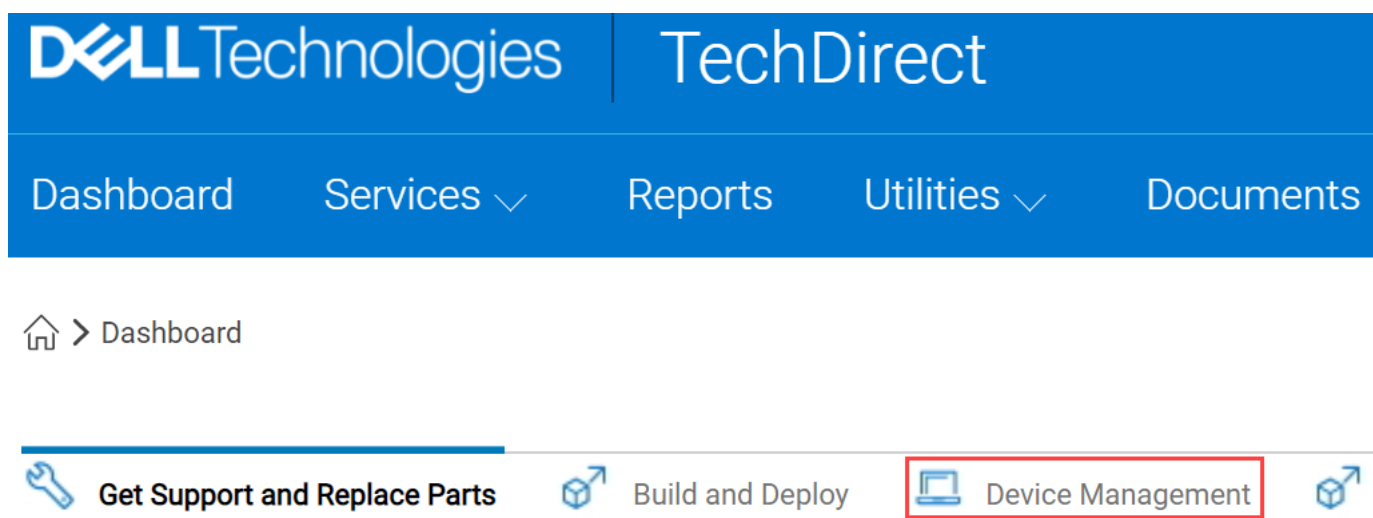 DELLTechnologies TechDirect
Dashboard Services Reports Utilities Documents
Dashboard
Get Support and Replace Parts Build and Deploy Device Management